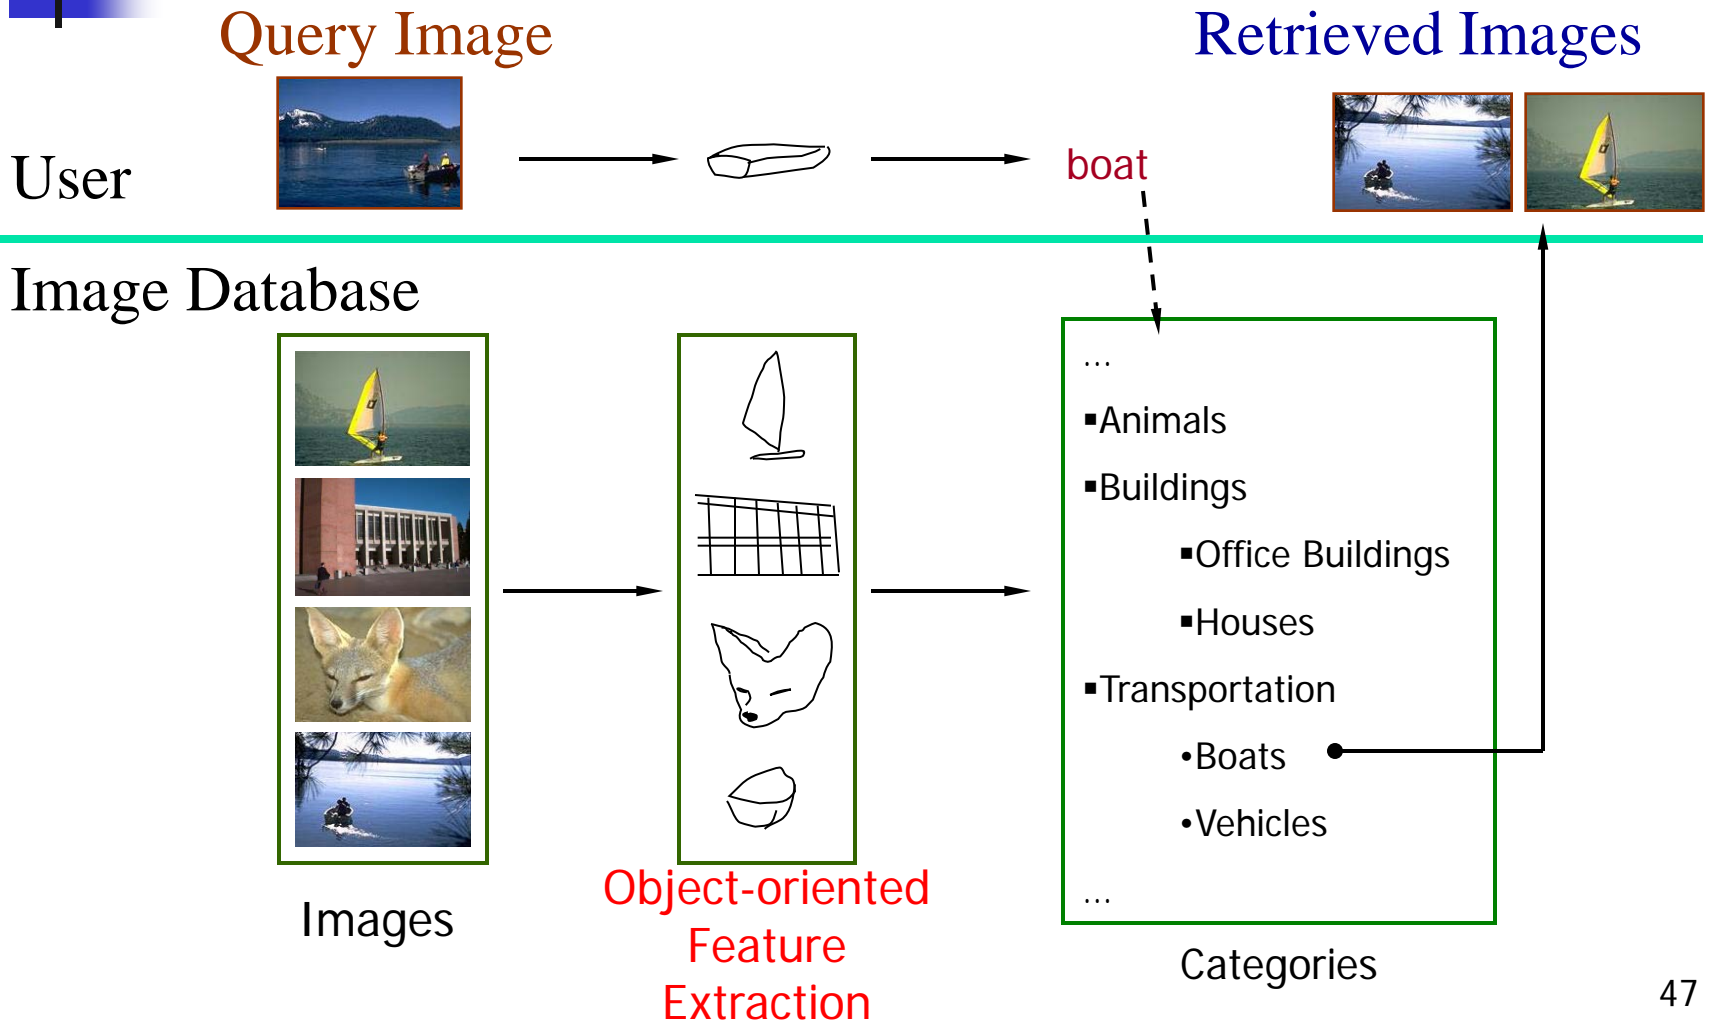 Query Image
Retrieved Images
User
boat
Image Database
...
▪Animals
▪Buildings
▪Office Buildings
▪Houses
▪Transportation
•Boats
•Vehicles
...
Images
Object-oriented
Feature
Extraction
Categories
47